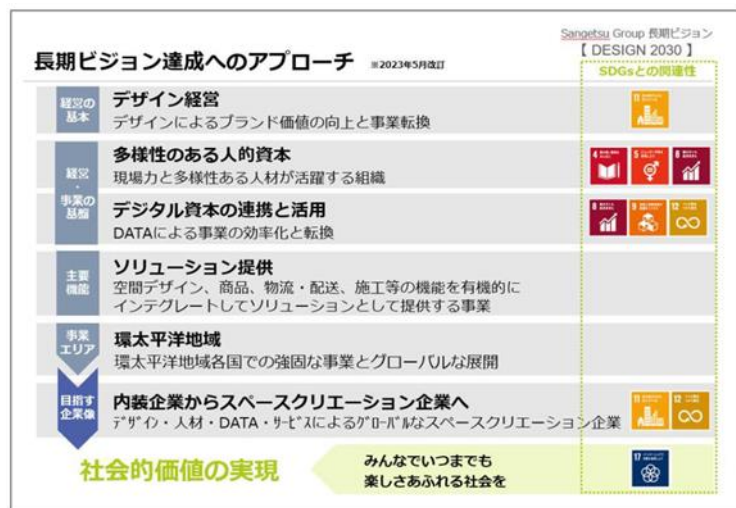 Sangetsu Group 長期ビジョン
【 DESIGN 2030 】
長期ビジョン達成へのアプローチ ※2023年5月改訂
SDGsとの関連性
経営の
基本
デザイン経営
デザインによるブランド価値の向上と事業転換
11
経営
・
事業の
基盤
多様性のある人的資本
現場力と多様性ある人材が活躍する組織
4 5 8
デジタル資本の連携と活用
DATAによる事業の効率化と転換
8 9 12
主要
機能
ソリューション提供
空間デザイン、商品、物流・配送、施工等の機能を有機的に
インテグレートしてソリューションとして提供する事業
事業
エリア
環太平洋地域
環太平洋地域各国での強固な事業とグローバルな展開
目指す
企業像
内装企業からスペースクリエーション企業へ
デザイン・人材・DATA・サービスによるグローバルなスペースクリエーション企業
11 12
社会的価値の実現
みんなでいつまでも
楽しさあふれる社会を
17